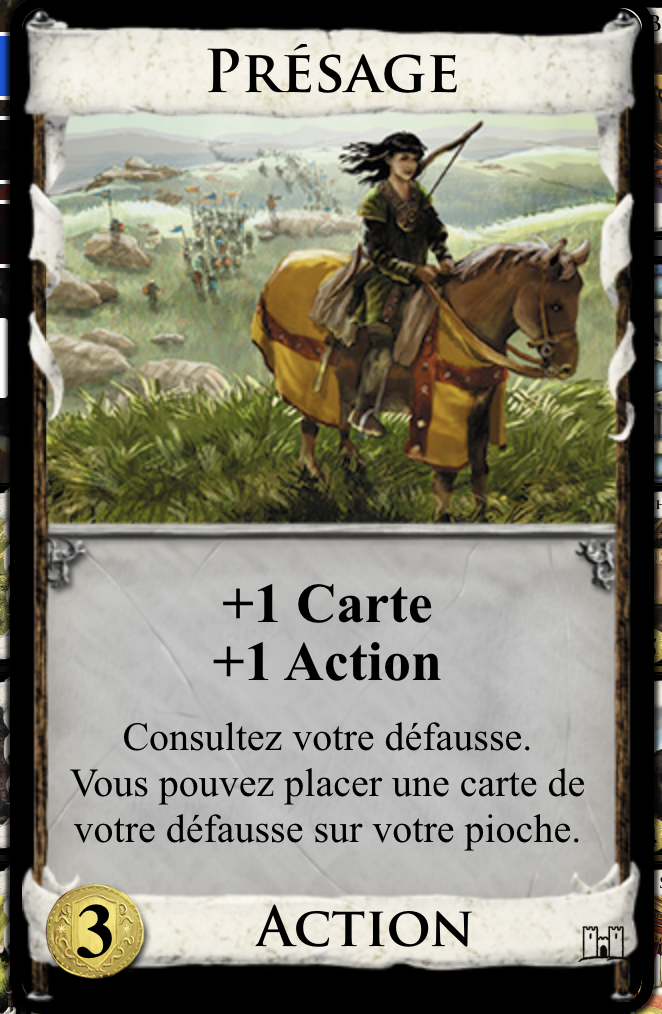 Présage
+1 Carte
+1 Action
Consultez votre défausse.
Vous pouvez placer une carte de
votre défausse sur votre pioche.
3
Action